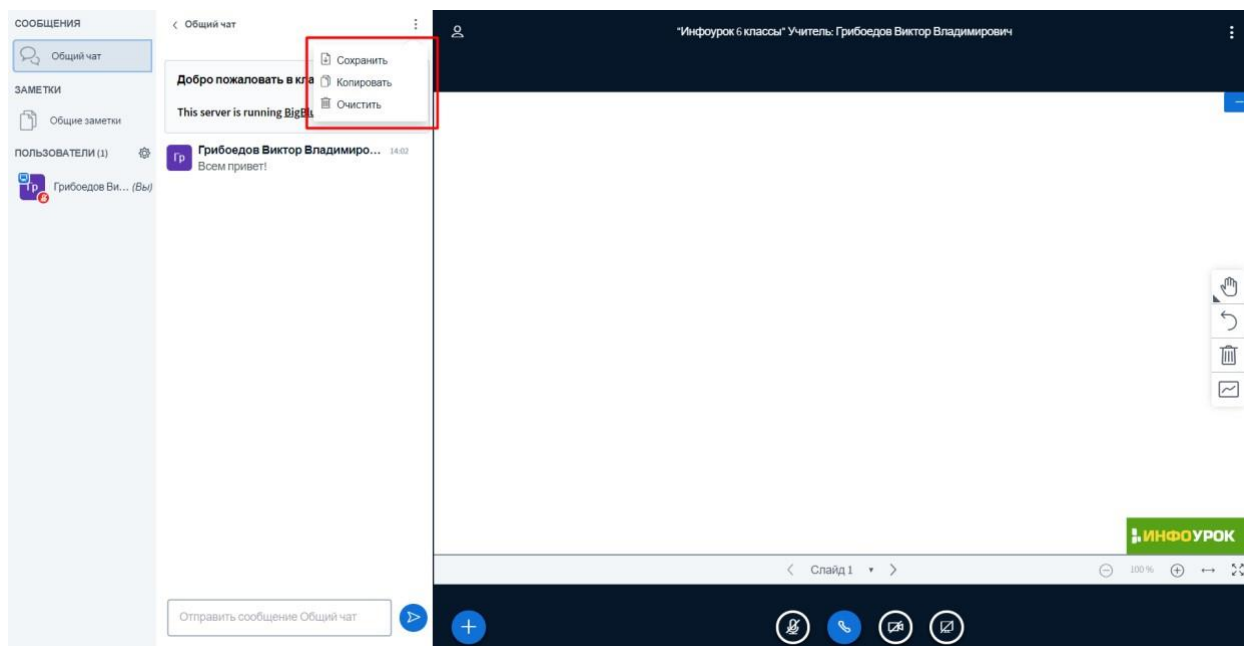 СООБЩЕНИЯ
Общий чат
ЗАМЕТКИ
Общие заметки
ПОЛЬЗОВАТЕЛИ (1)
Гр
Грибоедов Ви... (Вы)
Общий чат
Сохранить
Копировать
Очистить
Добро пожаловать в кла
This server is running
Гр
Грибоедов Виктор Владимиро... 14:02
Всем привет!
Отправить сообщение Общий чат
"Инфоурок 6 классы" Учитель: Грибоедов Виктор Владимирович
ИНФОУРОК
Слайд 1
100 %